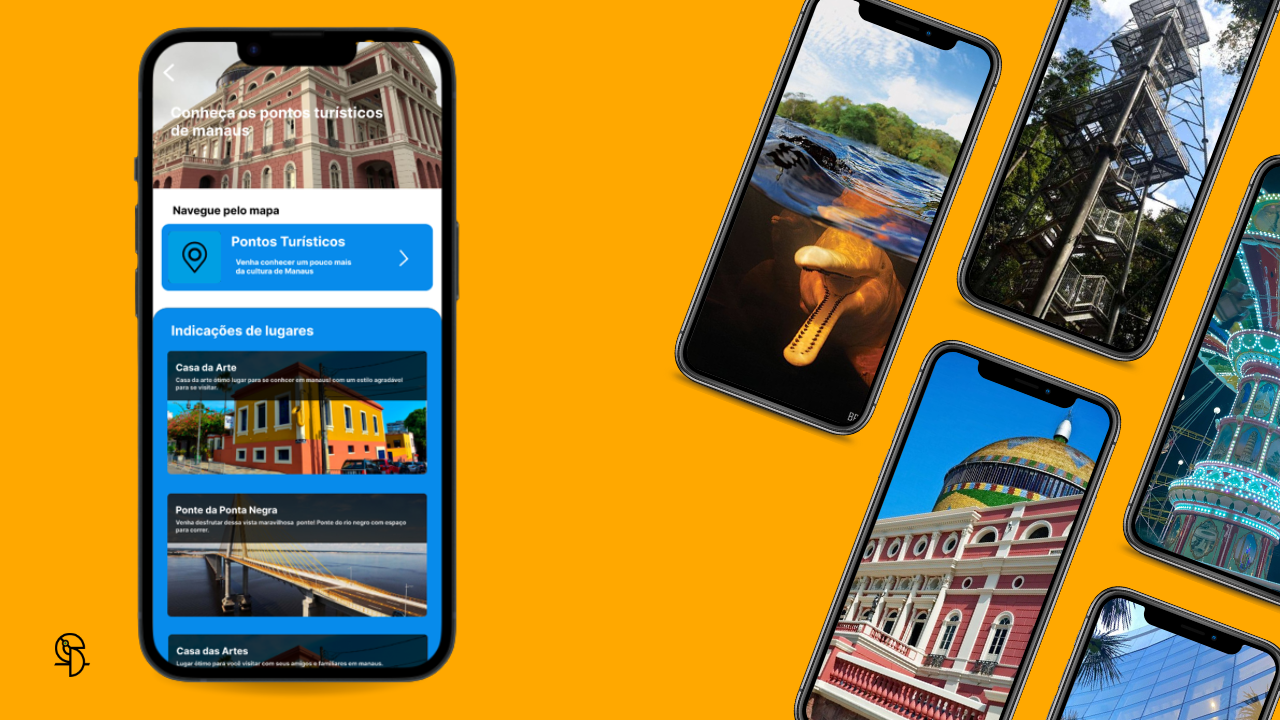 Conheça os pontos turísticos
de manaus
Navegue pelo mapa
Pontos Turísticos
Venha conhecer um pouco mais
da cultura de Manaus
Indicações de lugares
Casa da Arte
Casa da arte ótimo lugar para se conhcer em manaus! com um estilo agradável
para se visitar.
Ponte da Ponta Negra
Venha desfrutar dessa vista maravilhosa ponte! Ponte do rio negro com espaço
para correr.
Casa das Artes
Lugar ótimo para você visitar com seus amigos e familiares em manaus.